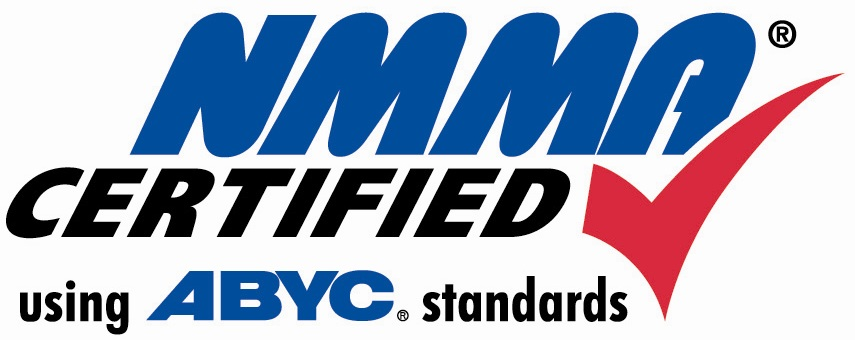 NMMA®
CERTIFIED
using ABYC® standards